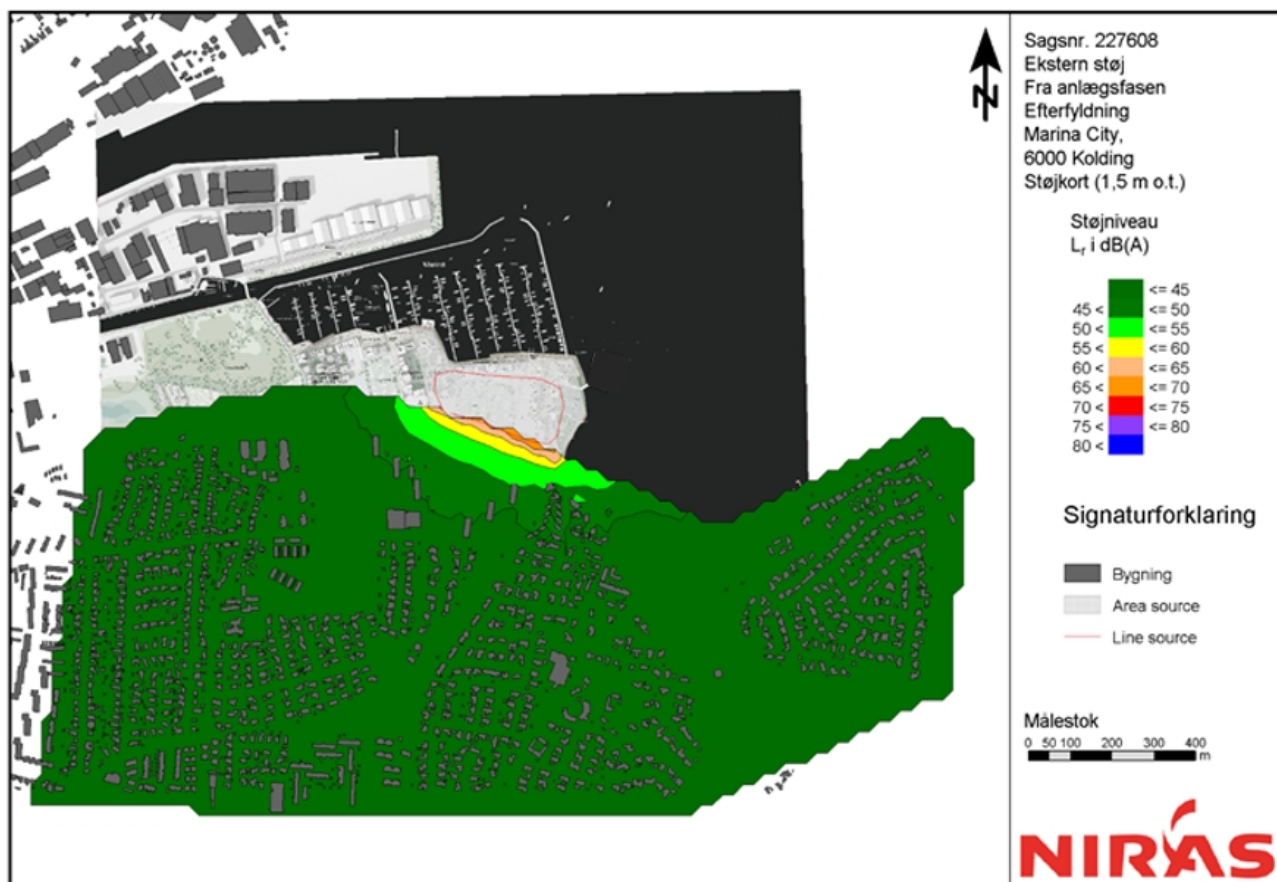 Sagsnr. 227608
Ekstern støj
Fra anlægsfasen
Efterfyldning
Marina City,
6000 Kolding
Støjkort (1,5 m o.t.)
Støjniveau
Lr i dB(A)
<= 45
45 < <= 50
50 < <= 55
55 < <= 60
60 < <= 65
65 < <= 70
70 < <= 75
75 < <= 80
80 <
Signaturforklaring
Bygning
Area source
Line source
Målestok
0 50 100 200 300 400
m
NIRAS
N